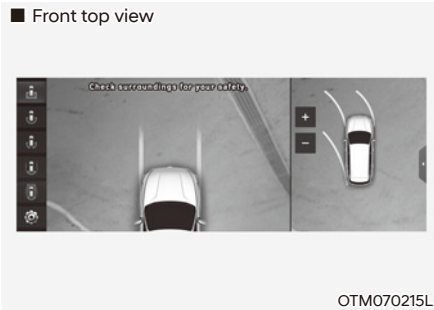 ■ Front top view
Check surroundings for your safety.
+
−
OTM070215L